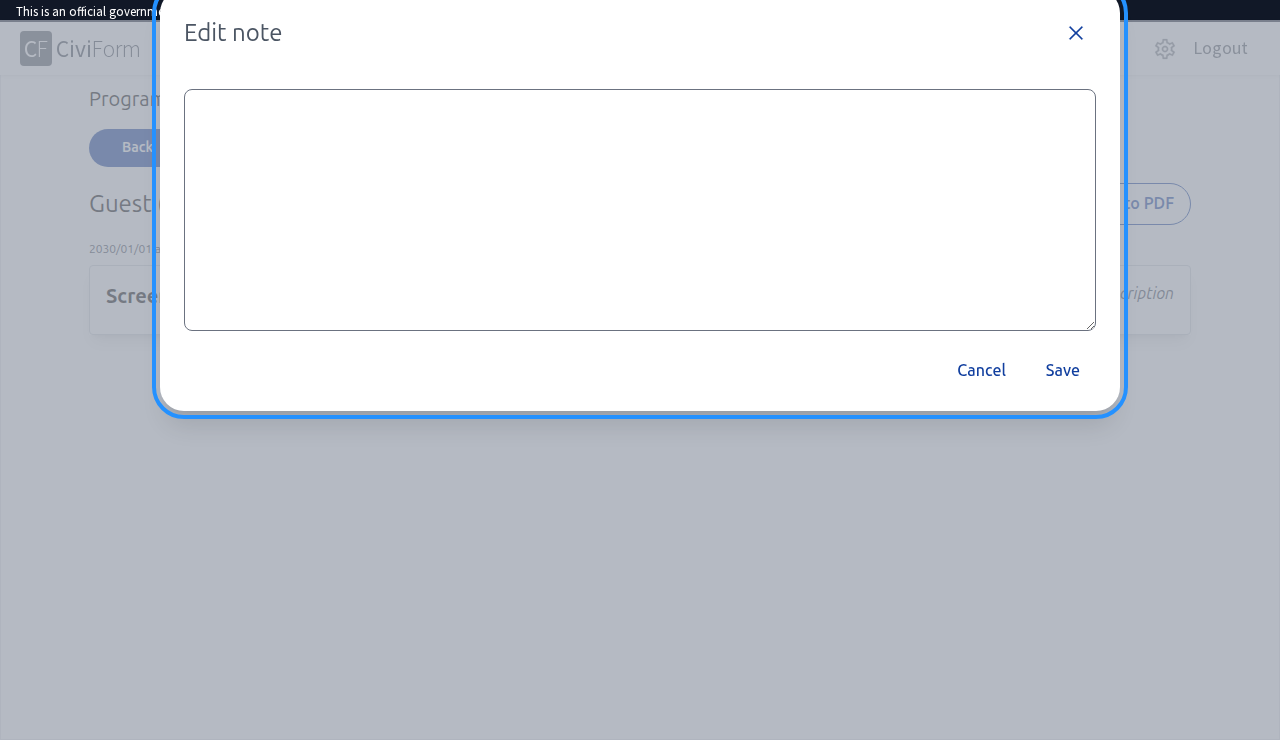 This is an official governm
Edit note
CF CiviForm
Logout
Program
Back
Guest
to PDF
2030/01/01
Scree
cription
Cancel
Save